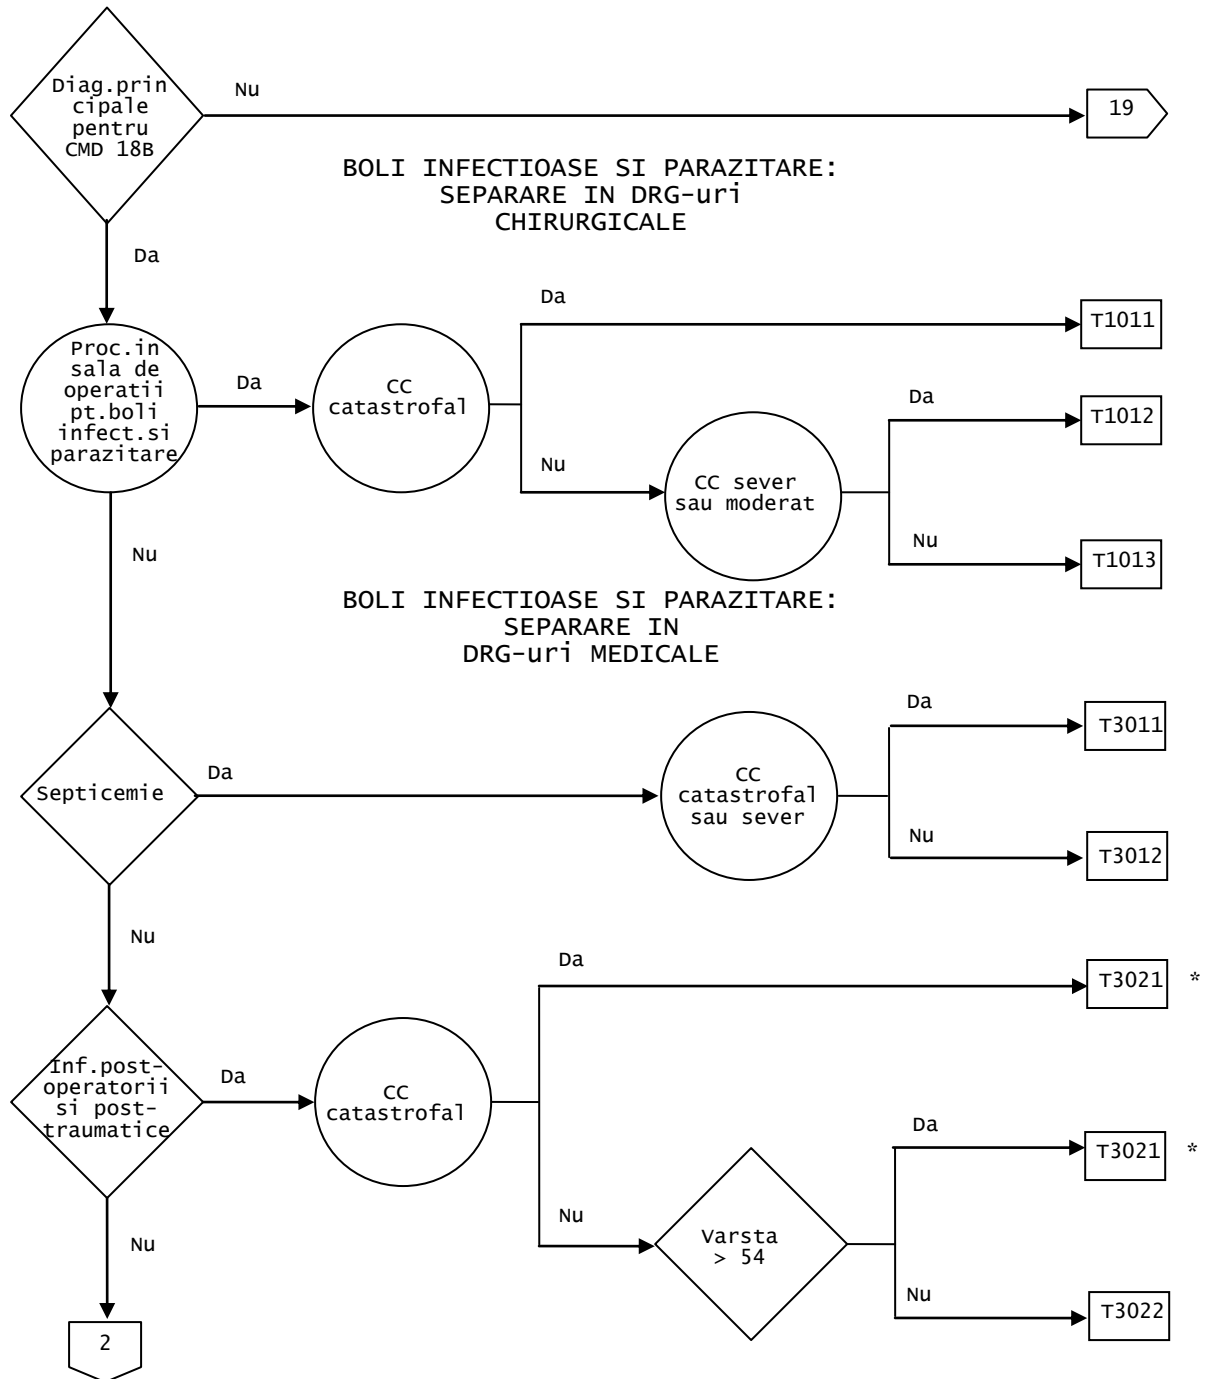 Diag.prin
cipale
pentru
CMD 18B
Nu
19
BOLI INFECTIOASE SI PARAZITARE:
SEPARARE IN DRG-uri
CHIRURGICALE
Da
Proc.in
sala de
operatii
pt.boli
infect.si
parazitare
Da
CC
catastrofal
Da
T1011
Nu
CC sever
sau moderat
Da
T1012
Nu
T1013
Nu
BOLI INFECTIOASE SI PARAZITARE:
SEPARARE IN
DRG-uri MEDICALE
Septicemie
Da
CC
catastrofal
sau sever
Da
T3011
Nu
T3012
Nu
Inf.post-
operatorii
si post-
traumatice
Da
CC
catastrofal
Da
T3021 *
Nu
Varsta
> 54
Da
T3021 *
Nu
T3022
Nu
2